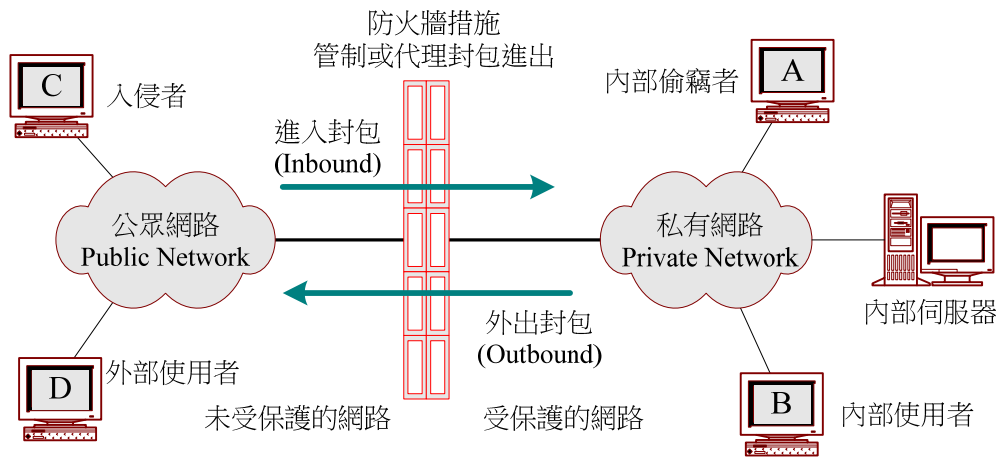 防火牆措施
管制或代理封包進出
C
入侵者
內部偷竊者
A
進入封包
(Inbound)
公眾網路
Public Network
私有網路
Private Network
內部伺服器
外出封包
(Outbound)
D
外部使用者
未受保護的網路
受保護的網路
B
內部使用者